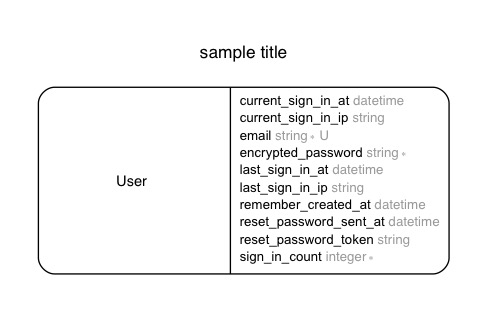 sample title
User
current_sign_in_at datetime
current_sign_in_ip string
email string ∗ U
encrypted_password string ∗
last_sign_in_at datetime
last_sign_in_ip string
remember_created_at datetime
reset_password_sent_at datetime
reset_password_token string
sign_in_count integer ∗